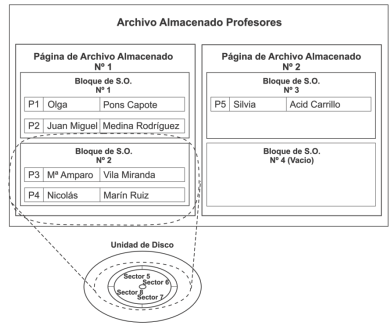 Archivo Almacenado Profesores
Página de Archivo Almacenado
Nº 1
Bloque de S.O.
Nº 1
P1 Olga Pons Capote
P2 Juan Miguel Medina Rodríguez
Bloque de S.O.
Nº 2
P3 Mª Amparo Vila Miranda
P4 Nicolás Marín Ruiz
Página de Archivo Almacenado
Nº 2
Bloque de S.O.
Nº 3
P5 Silvia Acid Carrillo
Bloque de S.O.
Nº 4 (Vacio)
Unidad de Disco
Sector 5
Sector 6
Sector 8
Sector 7